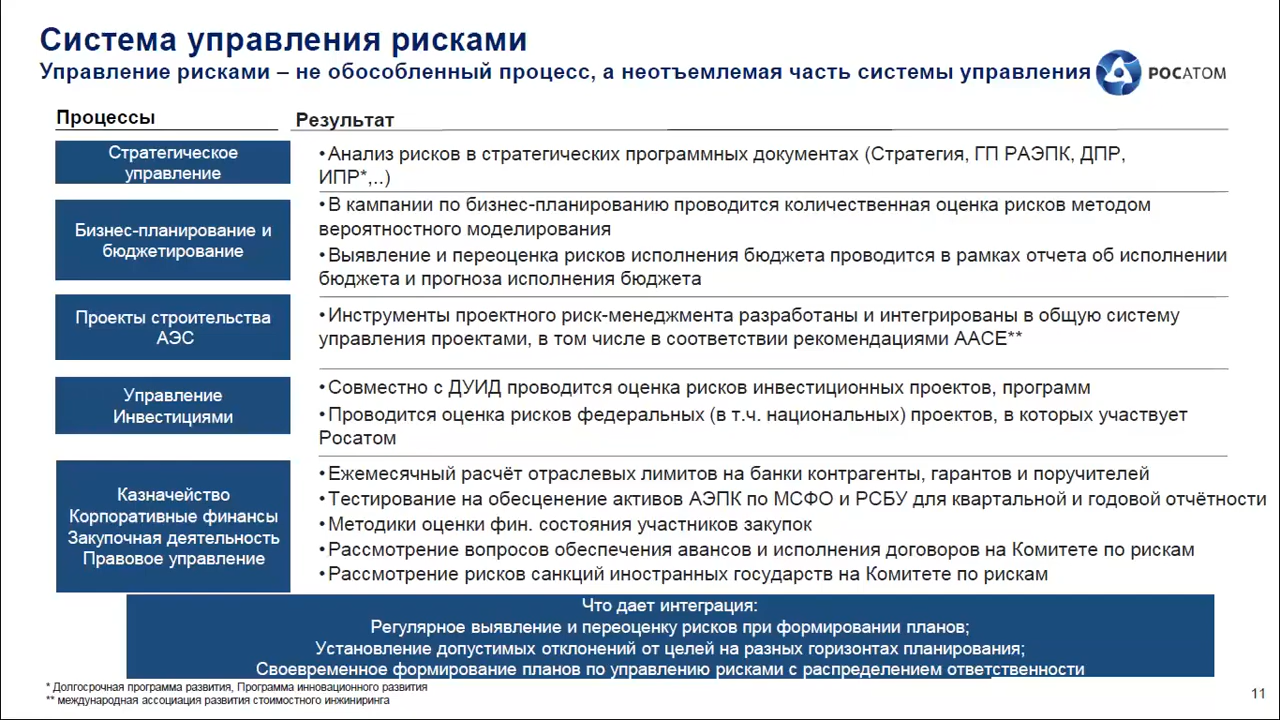 Система управления рисками
Управление рисками – не обособленный процесс, а неотъемлемая часть системы управления
РОСАТОМ
Процессы
Результат
Стратегическое
управление
•Анализ рисков в стратегических программных документах (Стратегия, ГП РАЭПК, ДПР,
ИПР*,..)
Бизнес-планирование и
бюджетирование
•В кампании по бизнес-планированию проводится количественная оценка рисков методом
вероятностного моделирования
•Выявление и переоценка рисков исполнения бюджета проводится в рамках отчета об исполнении
бюджета и прогноза исполнения бюджета
Проекты строительства
АЭС
•Инструменты проектного риск-менеджмента разработаны и интегрированы в общую систему
управления проектами, в том числе в соответствии рекомендациями AACE**
Управление
Инвестициями
•Совместно с ДУИД проводится оценка рисков инвестиционных проектов, программ
•Проводится оценка рисков федеральных (в т.ч. национальных) проектов, в которых участвует
Росатом
Казначейство
Корпоративные финансы
Закупочная деятельность
Правовое управление
•Ежемесячный расчёт отраслевых лимитов на банки контрагенты, гарантов и поручителей
•Тестирование на обесценение активов АЭПК по МСФО и РСБУ для квартальной и годовой отчётности
•Методики оценки фин. состояния участников закупок
•Рассмотрение вопросов обеспечения авансов и исполнения договоров на Комитете по рискам
•Рассмотрение рисков санкций иностранных государств на Комитете по рискам
Что дает интеграция:
Регулярное выявление и переоценку рисков при формировании планов;
Установление допустимых отклонений от целей на разных горизонтах планирования;
Своевременное формирование планов по управлению рисками с распределением ответственности
* Долгосрочная программа развития, Программа инновационного развития
** международная ассоциация развития стоимостного инжиниринга
11